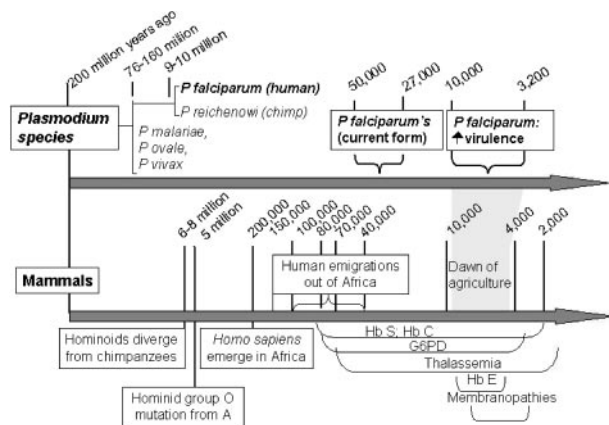 200 million years ago
76-160 million
9-10 million
P falciparum (human)
P reichenowi (chimp)
Plasmodium
species
P malariae,
P ovale,
P vivax
50,000
27,000
P falciparum's
(current form)
10,000
3,200
P falciparum:
virulence
6-8 million
5 million
200,000
150,000
100,000
80,000
70,000
40,000
10,000
4,000
2,000
Mammals
Human emigrations
out of Africa
Dawn of
agriculture
Hominoids diverge
from chimpanzees
Homo sapiens
emerge in Africa
Hb S; Hb C
G6PD
Thalassemia
Hb E
Membranopathies
Hominid group O
mutation from A